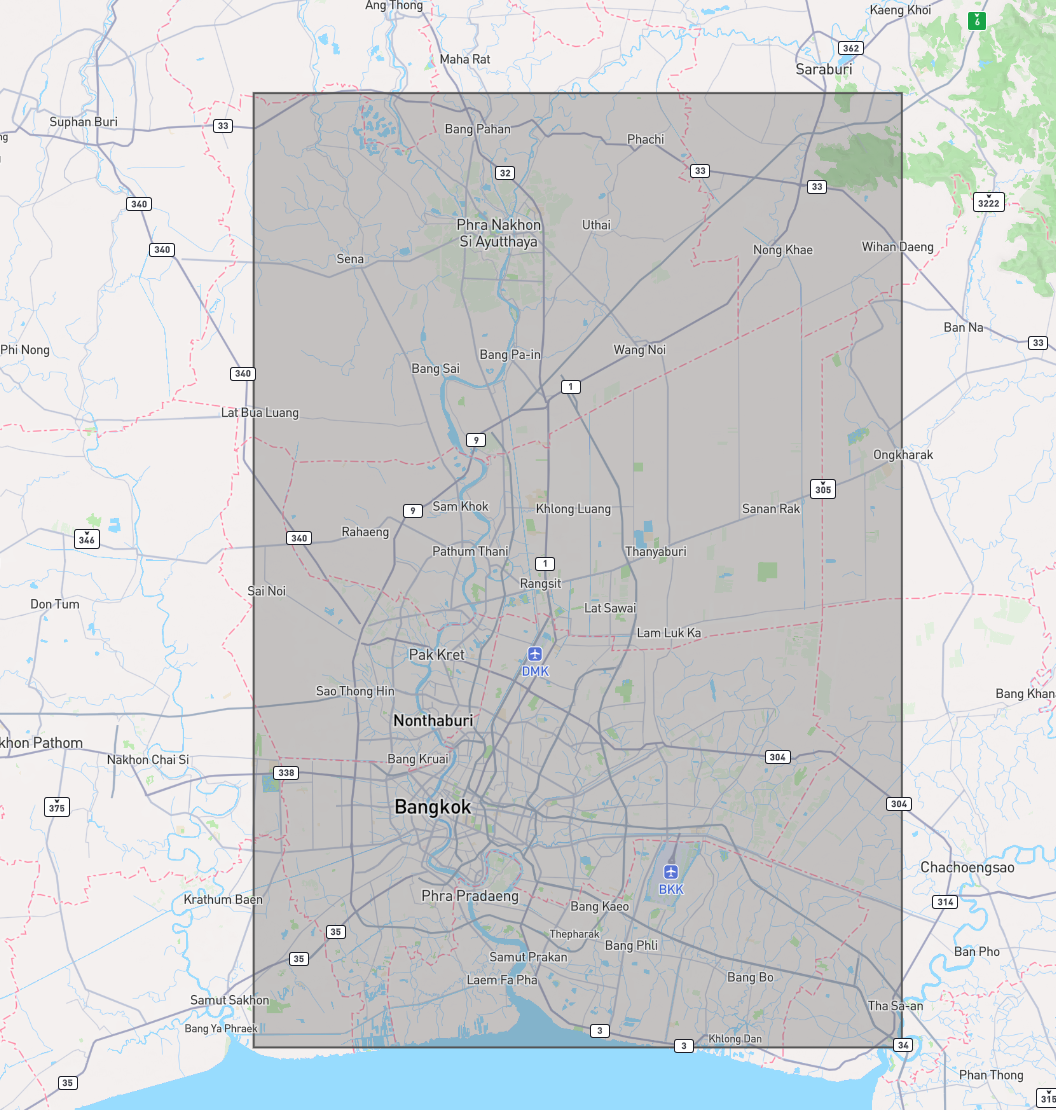 Ang Thong
Kaeng Khoi
6
362
Maha Rat
Saraburi
Suphan Buri
33
Bang Pahan
Phachi
32
33
33
340
3222
Phra Nakhon
Si Ayutthaya
Uthai
340
Sena
Nong Khae
Wihan Daeng
Ban Na
33
Phi Nong
Bang Pa-in
Wang Noi
Bang Sai
340
1
Lat Bua Luang
9
Ongkharak
305
Sam Khok
Khlong Luang
Sanan Rak
9
Rahaeng
340
346
Pathum Thani
Thanyaburi
1
Rangsit
Sai Noi
Don Tum
Lat Sawai
Lam Luk Ka
Pak Kret
DMK
Sao Thong Hin
Bang Khan
Nonthaburi
khon Pathom
Nakhon Chai Si
Bang Kruai
304
338
375
Bangkok
304
Chachoengsao
BKK
Krathum Baen
Phra Pradaeng
314
Bang Kaeo
35
Thepharak
Bang Phli
Ban Pho
35
Samut Prakan
Laem Fa Pha
Bang Bo
Samut Sakhon
Tha Sa-an
Bang Ya Phraek
3
Khlong Dan
3
34
35
Phan Thong
315